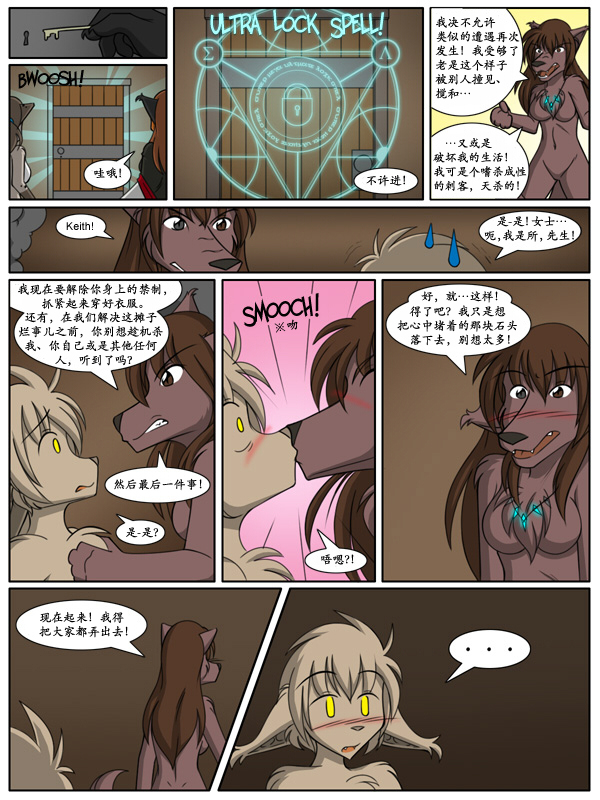 BWOOSH!
哇哦!
ULTRA LOCK SPELL!
Σ
Λ
不许进!
我决不允许
类似的遭遇再次
发生! 我受够了
老是这个样子
被别人撞见、
搅和…
…又或是
破坏我的生活!
我可是个嗜杀成性
的刺客, 天杀的!
Keith!
是-是! 女士…
呃,我是所, 先生!
我现在要解除你身上的禁制,
抓紧起来穿好衣服。
还有, 在我们解决这摊子
烂事儿之前, 你别想趁机杀
我、你自己或是其他任何
人, 听到了吗?
然后最后一件事!
是-是?
SMOOCH!
※吻
唔嗯?!
好, 就…这样!
得了吧? 我只是想
把心中堵着的那块石头
落下去, 别想太多!
现在起来! 我得
把大家都弄出去!
• • •